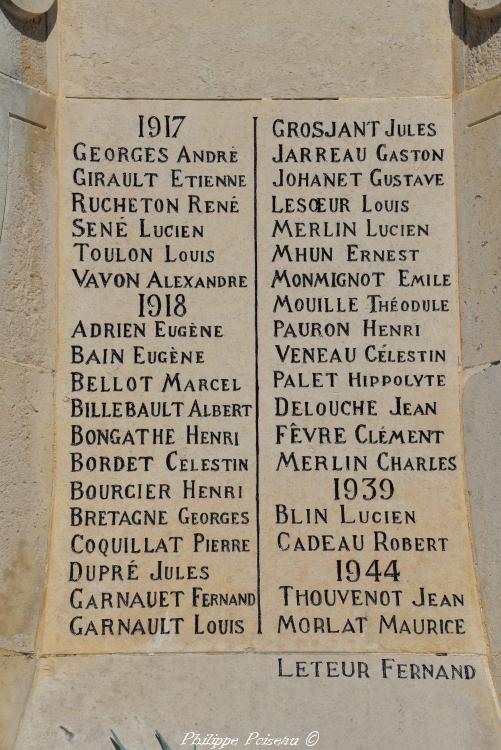 1917
GEORGES ANDRÉ
GIRAULT ETIENNE
RUCHETON RENÉ
SENÉ LUCIEN
TOULON LOUIS
VAVON ALEXANDRE
1918
ADRIEN EUGÈNE
BAIN EUGÈNE
BELLOT MARCEL
BILLEBAULT ALBERT
BONGATHE HENRI
BORDET CELESTIN
BOURCIER HENRI
BRETAGNE GEORGES
COQUILLAT PIERRE
DUPRÉ JULES
GARNAUET FERNAND
GARNAULT LOUIS
GROSJANT JULES
JARREAU GASTON
JOHANET GUSTAVE
LESŒUR LOUIS
MERLIN LUCIEN
MHUN ERNEST
MONMIGNOT EMILE
MOUILLE THÉODULE
PAURON HENRI
VENEAU CÉLESTIN
PALET HIPPOLYTE
DELOUCHE JEAN
FÊVRE CLÉMENT
MERLIN CHARLES
1939
BLIN LUCIEN
CADEAU ROBERT
1944
THOUVENOT JEAN
MORLAT MAURICE
LETEUR FERNAND
Philippe Poiseau ©